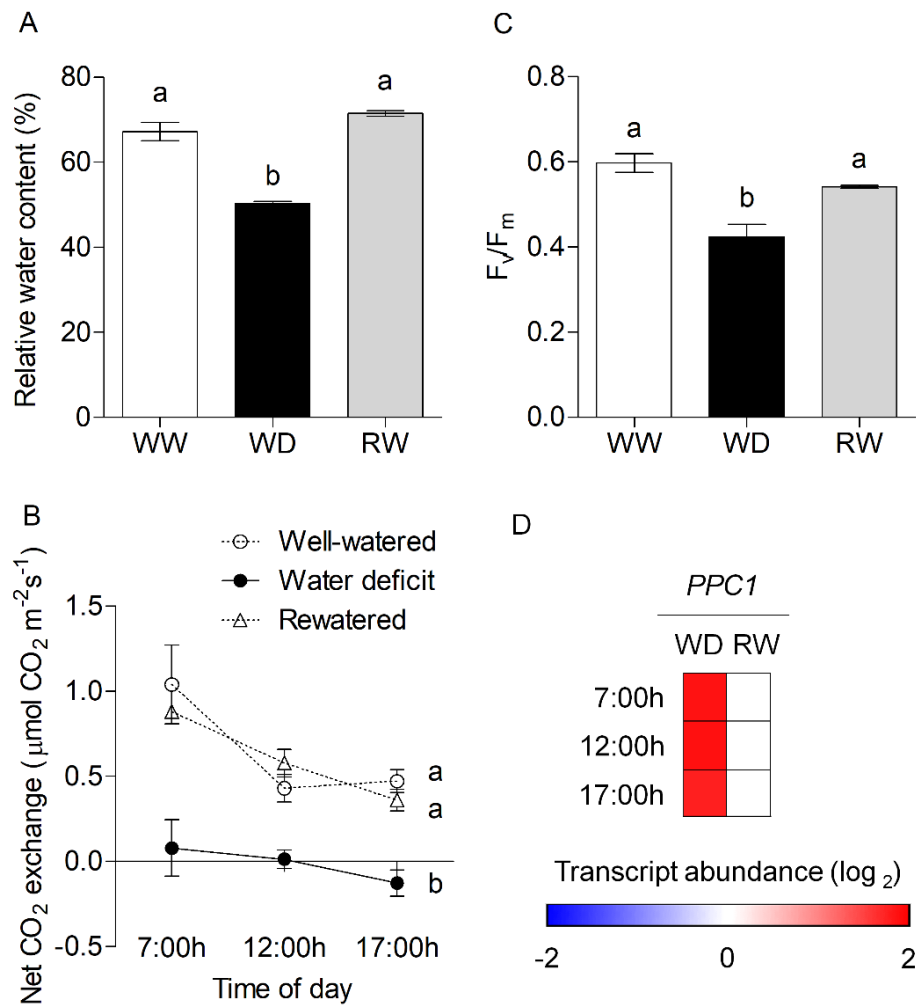 A
Relative water content (%)
80
60
40
20
0
a
b
a
WW WD RW
C
Fv/Fm
0.8
0.6
0.4
0.2
0.0
a
b
a
WW WD RW
B
Well-watered
Water deficit
Rewatered
Net CO2 exchange (μmol CO2 m-2s-1)
1.5
1.0
0.5
0.0
-0.5
a
a
b
7:00h 12:00h 17:00h
Time of day
D
PPC1
WD RW
7:00h
12:00h
17:00h
Transcript abundance (log 2)
-2 0 2